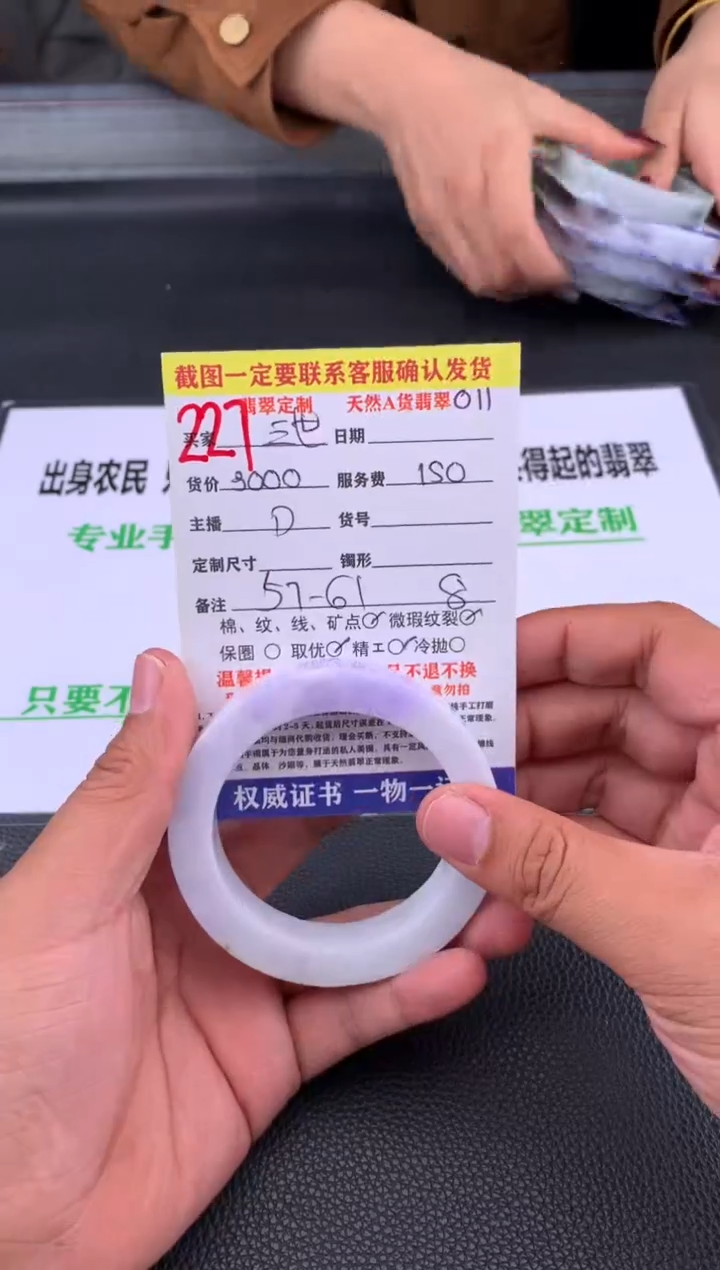 截图一定要联系客服确认发货
翡翠定制 天然A货翡翠 011
227
买家 日期
出身农民
得起的翡翠
货价 3000 服务费 150
专业手
翠定制
主播 D 货号
定制尺寸 镯形
备注 57-61 8
棉、纹、线、矿点 微瑕纹裂
保圈 取优 精工 冷抛
温馨提 不退不换
只要不
勿拍
权威证书 一物一证